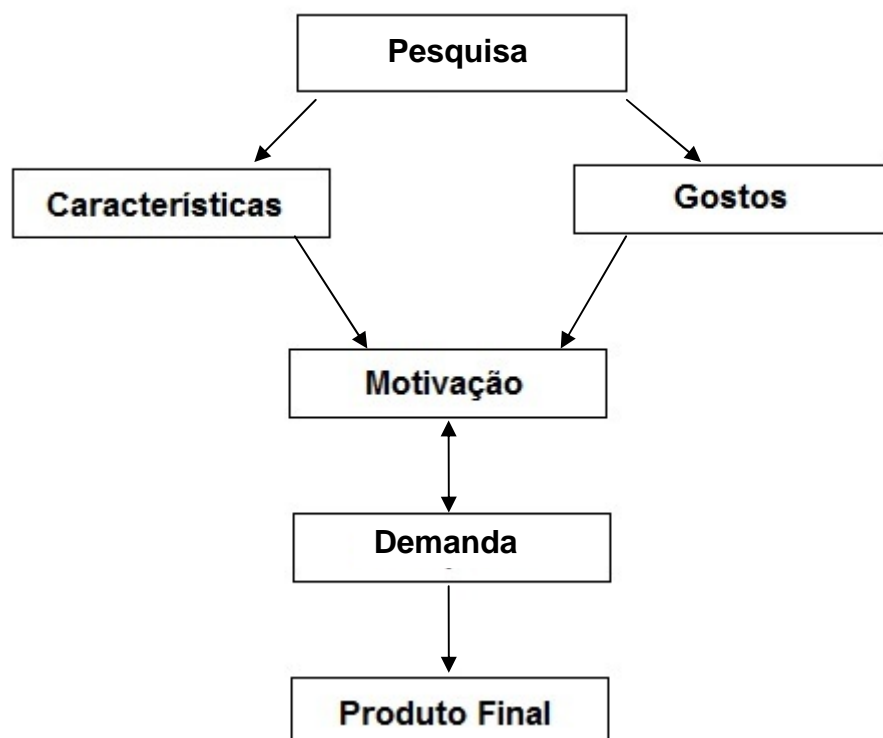 Pesquisa
Características
Gostos
Motivação
Demanda
Produto Final